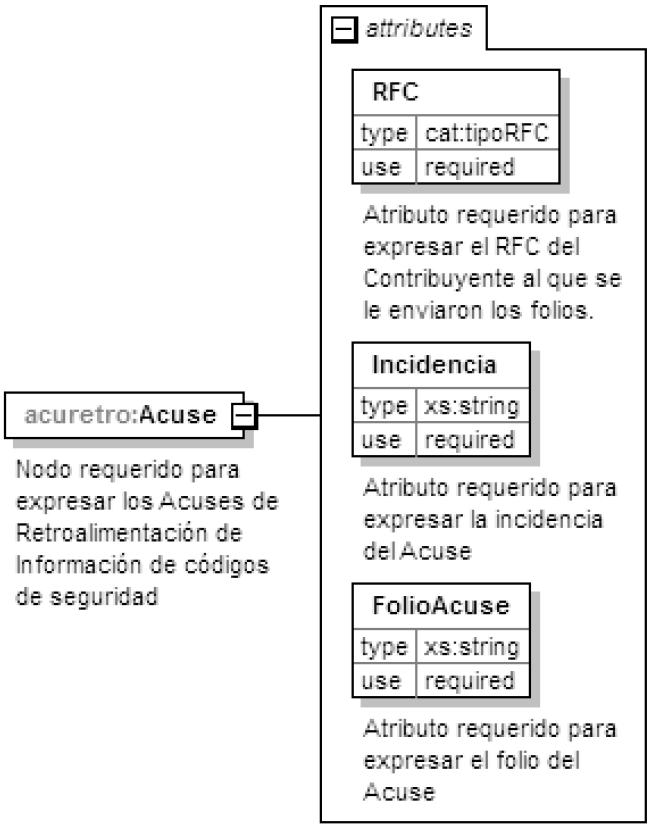 attributes
RFC
type cat:tipoRFC
use required
Atributo requerido para
expresar el RFC del
Contribuyente al que se
le enviaron los folios.
Incidencia
type xs:string
use required
Atributo requerido para
expresar la incidencia
del Acuse
FolioAcuse
type xs:string
use required
Atributo requerido para
expresar el folio del
Acuse
acuretro:Acuse
Nodo requerido para
expresar los Acuses de
Retroalimentación de
Información de códigos
de seguridad